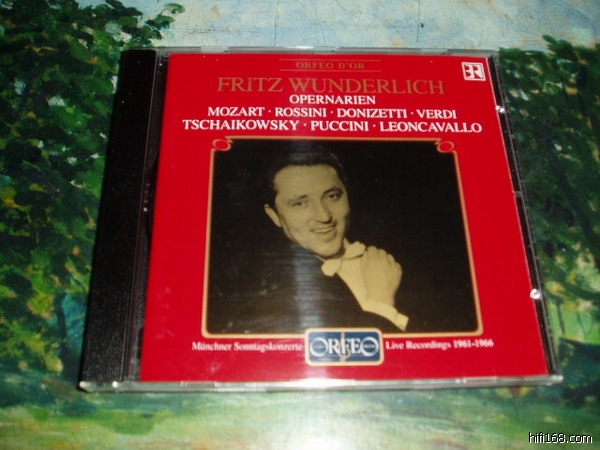 ORFEO D'OR
FRITZ WUNDERLICH
OPERNARIEN
MOZART · ROSSINI · DONIZETTI · VERDI
TSCHAIKOWSKY · PUCCINI · LEONCAVALLO
Münchner Sonntagskonzerte
ORFEO
Live Recordings 1961-1966
hifi168.com